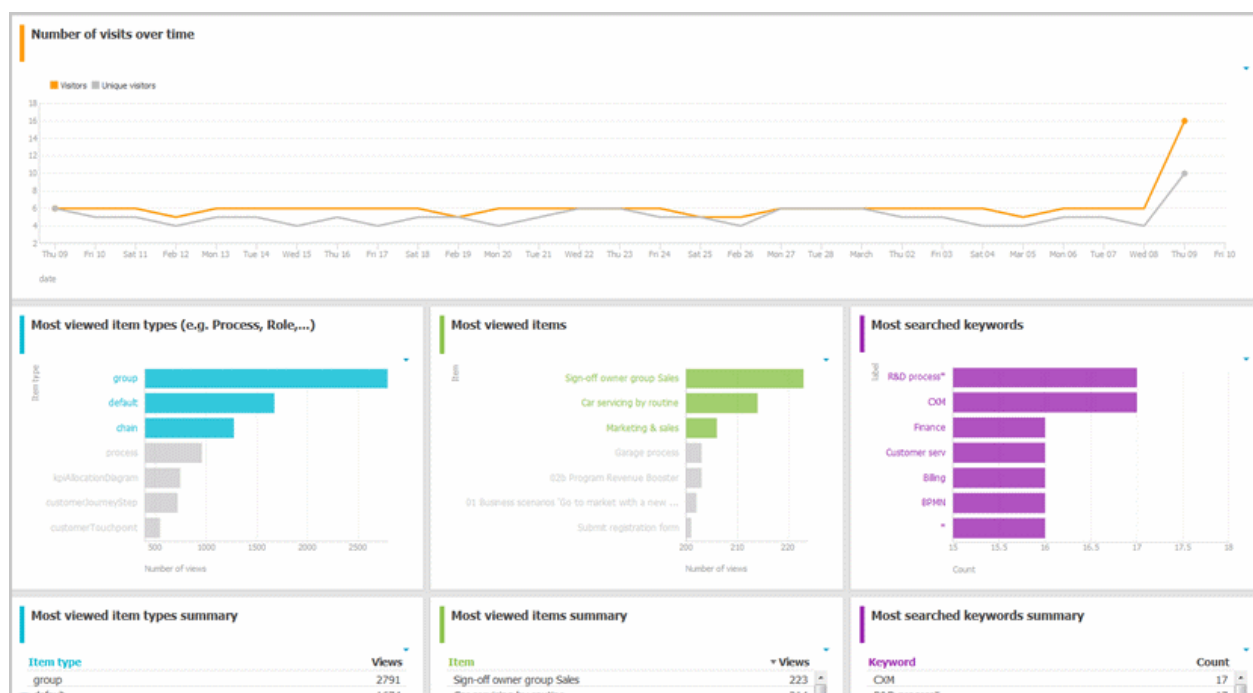 Number of visits over time
Visitors Unique visitors
18
16
14
12
10
8
6
4
2
Thu 09 Fri 10 Sat 11 Feb 12 Mon 13 Tue 14 Wed 15 Thu 16 Fri 17 Sat 18 Feb 19 Mon 20 Tue 21 Wed 22 Thu 23 Fri 24 Sat 25 Feb 26 Mon 27 Tue 28 March Thu 02 Fri 03 Sat 04 Mar 05 Mon 06 Tue 07 Wed 08 Thu 09 Fri 10
date
Most viewed item types (e.g. Process, Role,...)
Item type
group
default
chain
process
kpiAllocationDiagram
customerJourneyStep
customerTouchpoint
500 1000 1500 2000 2500
Number of views
Most viewed items
Item
Sign-off owner group Sales
Car servicing by routine
Marketing & sales
Garage process
02b Program Revenue Booster
01 Business scenarios 'Go to market with a new ...
Submit registration form
200 210 220
Number of views
Most searched keywords
label
R&D process*
CXM
Finance
Customer serv
Billing
BPMN
*
15 15.5 16 16.5 17 17.5 18
Count
Most viewed item types summary
Item type Views
group 2791
Most viewed items summary
Item Views
Sign-off owner group Sales 223
Most searched keywords summary
Keyword Count
CXM 17